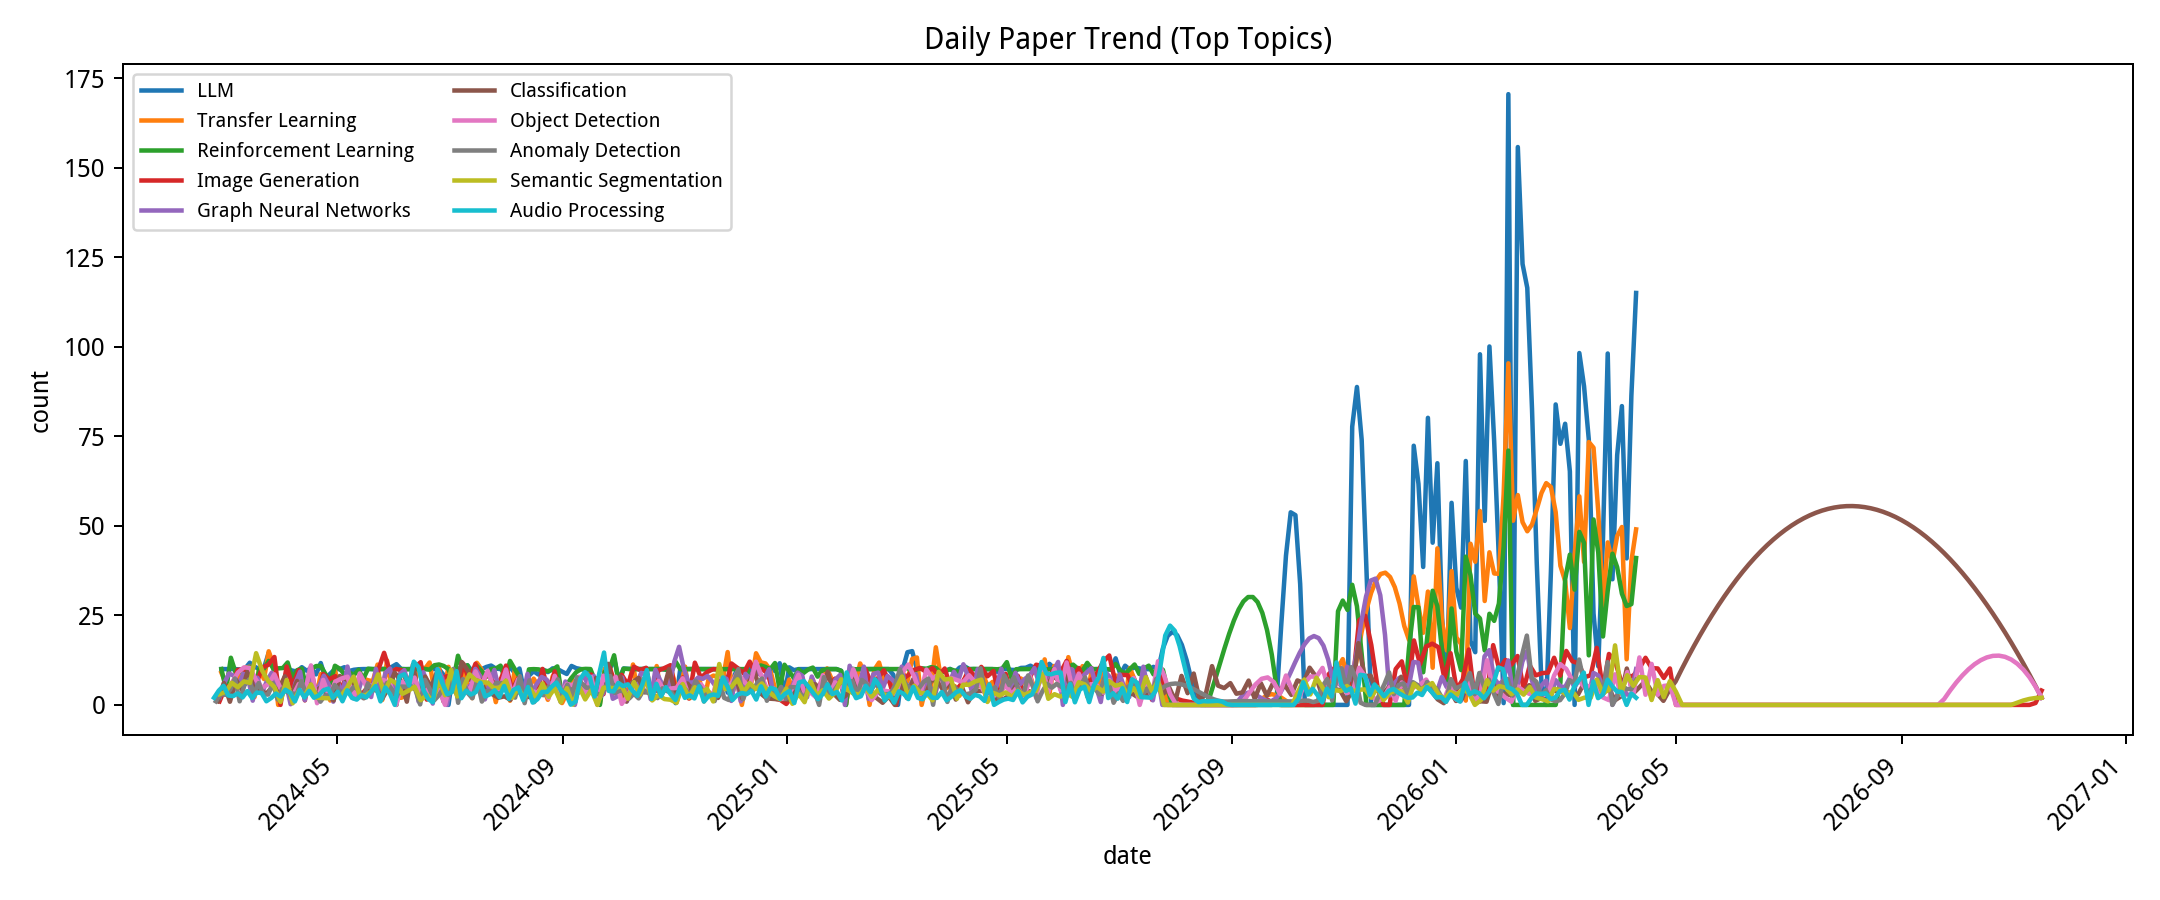 Daily Paper Trend (Top Topics)
175
150
125
100
75
50
25
0
count
LLM
Transfer Learning
Reinforcement Learning
Image Generation
Graph Neural Networks
Classification
Object Detection
Anomaly Detection
Semantic Segmentation
Audio Processing
2024-05
2024-09
2025-01
2025-05
2025-09
2026-01
2026-05
2026-09
2027-01
date